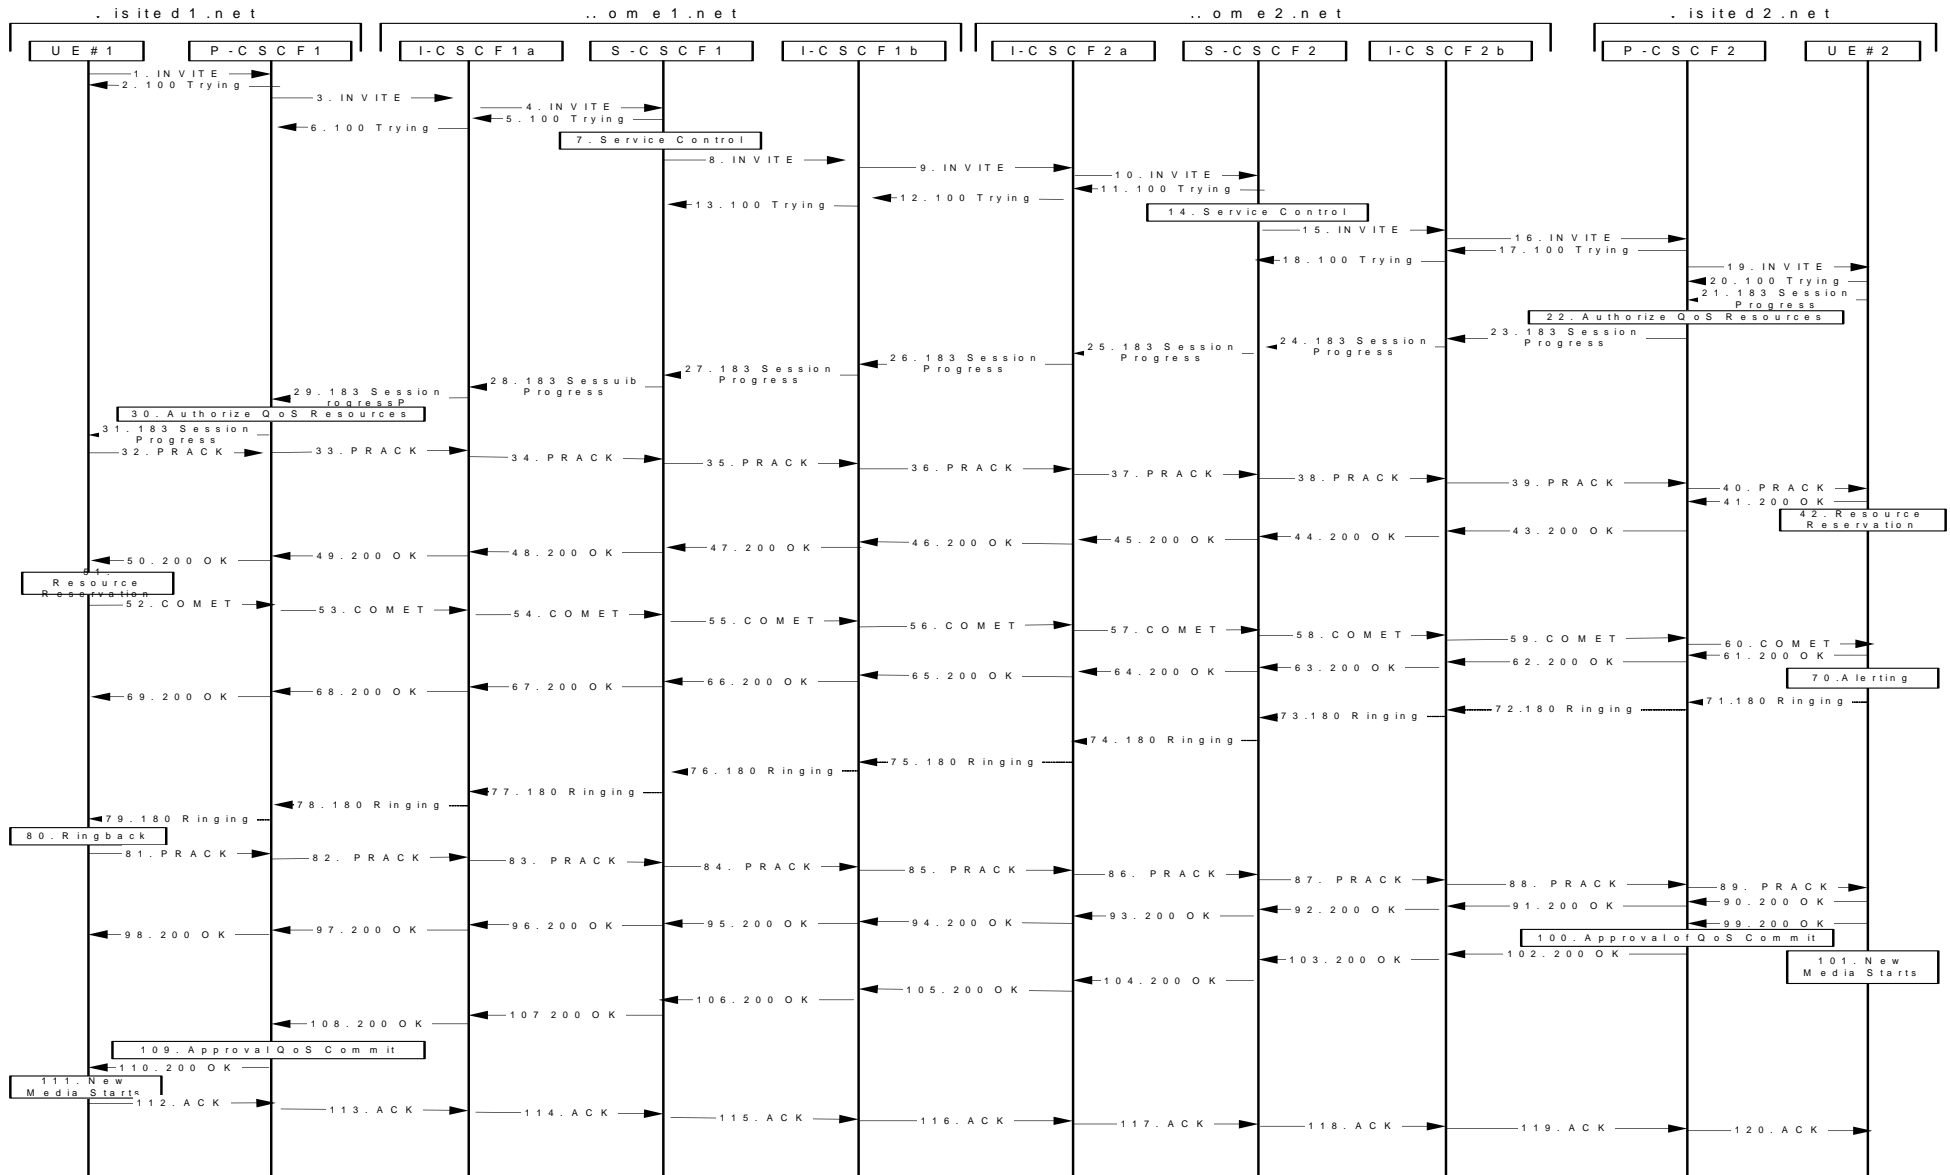 . isited1.net
.. ome1.net
.. ome2.net
. isited2.net
UE#1
P-CSCF1
I-CSCF1a
S-CSCF1
I-CSCF1b
I-CSCF2a
S-CSCF2
I-CSCF2b
P-CSCF2
UE#2
1. INVITE
2.100 Trying
3. INVITE
4. INVITE
5.100 Trying
6.100 Trying
7. Service Control
8. INVITE
9. INVITE
10. INVITE
11.100 Trying
12.100 Trying
13.100 Trying
14. Service Control
15. INVITE
16. INVITE
17.100 Trying
18.100 Trying
19. INVITE
20.100 Trying
21.183 Session
Progress
22. Authorize QoS Resources
23.183 Session
Progress
24.183 Session
Progress
25.183 Session
Progress
26.183 Session
Progress
27.183 Session
Progress
28.183 Sessuib
Progress
29.183 Session
rogressP
30. Authorize QoS Resources
31.183 Session
Progress
32. PRACK
33. PRACK
34. PRACK
35. PRACK
36. PRACK
37. PRACK
38. PRACK
39. PRACK
40. PRACK
41.200 OK
42. Resource
Reservation
43.200 OK
44.200 OK
45.200 OK
46.200 OK
47.200 OK
48.200 OK
49.200 OK
50.200 OK
51.
Resource
Reservation
52. COMET
53. COMET
54. COMET
55. COMET
56. COMET
57. COMET
58. COMET
59. COMET
60. COMET
61.200 OK
62.200 OK
63.200 OK
64.200 OK
65.200 OK
66.200 OK
67.200 OK
68.200 OK
69.200 OK
70.Alerting
71.180 Ringing
72.180 Ringing
73.180 Ringing
74.180 Ringing
75.180 Ringing
76.180 Ringing
77.180 Ringing
78.180 Ringing
79.180 Ringing
80. Ringback
81. PRACK
82. PRACK
83. PRACK
84. PRACK
85. PRACK
86. PRACK
87. PRACK
88. PRACK
89. PRACK
90.200 OK
91.200 OK
92.200 OK
93.200 OK
94.200 OK
95.200 OK
96.200 OK
97.200 OK
98.200 OK
99.200 OK
100. ApprovalofQoS Commit
101. New
Media Starts
102.200 OK
103.200 OK
104.200 OK
105.200 OK
106.200 OK
107 200 OK
108.200 OK
109. ApprovalQoS Commit
110.200 OK
111. New
Media Starts
112. ACK
113. ACK
114. ACK
115. ACK
116. ACK
117. ACK
118. ACK
119. ACK
120. ACK